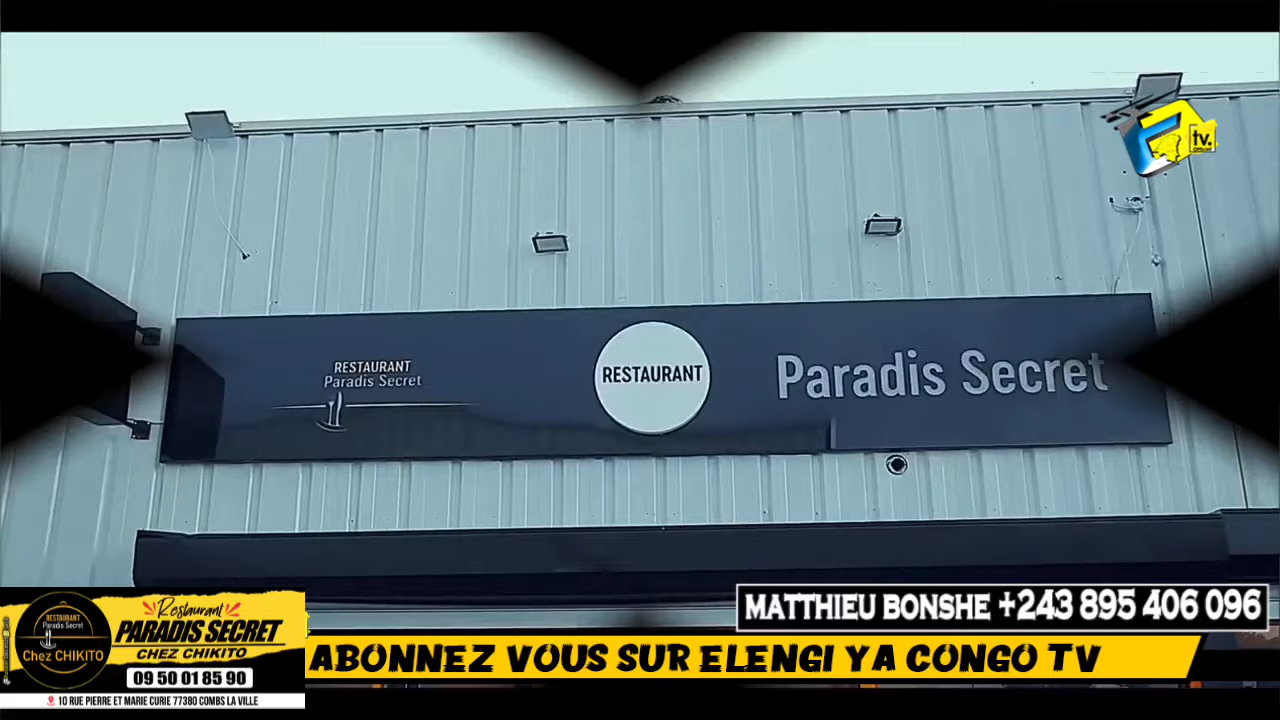 tv.
RESTAURANT
Paradis Secret
RESTAURANT
Paradis Secret
RESTAURANT
Paradis Secret
Chez CHIKITO
Restaurant
PARADIS SECRET
CHEZ CHIKITO
09 50 01 85 90
10 RUE PIERRE ET MARIE CURIE 77380 COMBS LA VILLE
MATTHIEU BONSHE +243 895 406 096
ABONNEZ VOUS SUR ELENGI YA CONGO TV